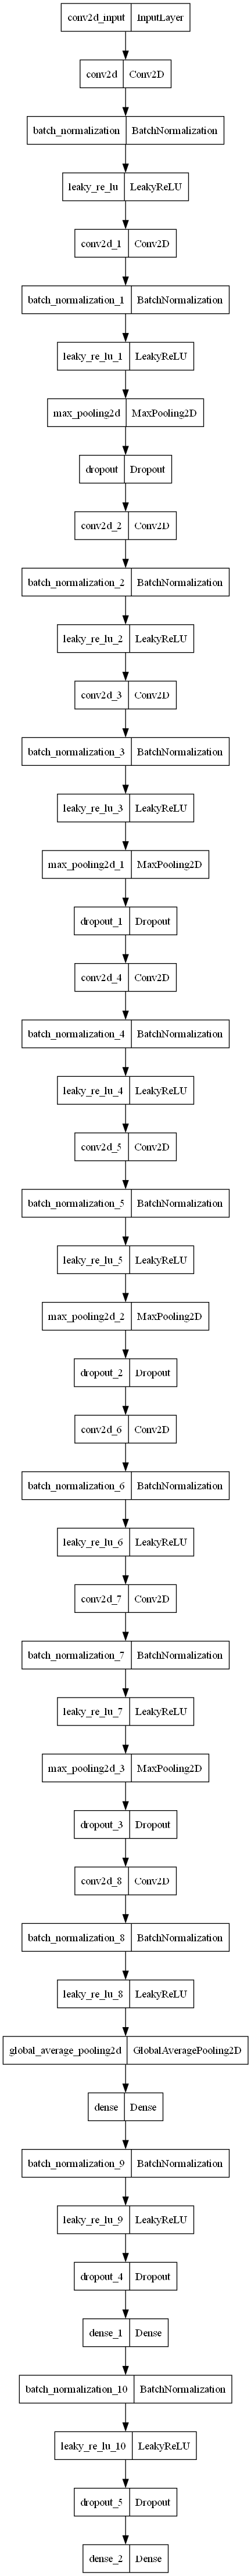 conv2d_input InputLayer
conv2d Conv2D
batch_normalization BatchNormalization
leaky_re_lu LeakyReLU
conv2d_1 Conv2D
batch_normalization_1 BatchNormalization
leaky_re_lu_1 LeakyReLU
max_pooling2d MaxPooling2D
dropout Dropout
conv2d_2 Conv2D
batch_normalization_2 BatchNormalization
leaky_re_lu_2 LeakyReLU
conv2d_3 Conv2D
batch_normalization_3 BatchNormalization
leaky_re_lu_3 LeakyReLU
max_pooling2d_1 MaxPooling2D
dropout_1 Dropout
conv2d_4 Conv2D
batch_normalization_4 BatchNormalization
leaky_re_lu_4 LeakyReLU
conv2d_5 Conv2D
batch_normalization_5 BatchNormalization
leaky_re_lu_5 LeakyReLU
max_pooling2d_2 MaxPooling2D
dropout_2 Dropout
conv2d_6 Conv2D
batch_normalization_6 BatchNormalization
leaky_re_lu_6 LeakyReLU
conv2d_7 Conv2D
batch_normalization_7 BatchNormalization
leaky_re_lu_7 LeakyReLU
max_pooling2d_3 MaxPooling2D
dropout_3 Dropout
conv2d_8 Conv2D
batch_normalization_8 BatchNormalization
leaky_re_lu_8 LeakyReLU
global_average_pooling2d GlobalAveragePooling2D
dense Dense
batch_normalization_9 BatchNormalization
leaky_re_lu_9 LeakyReLU
dropout_4 Dropout
dense_1 Dense
batch_normalization_10 BatchNormalization
leaky_re_lu_10 LeakyReLU
dropout_5 Dropout
dense_2 Dense